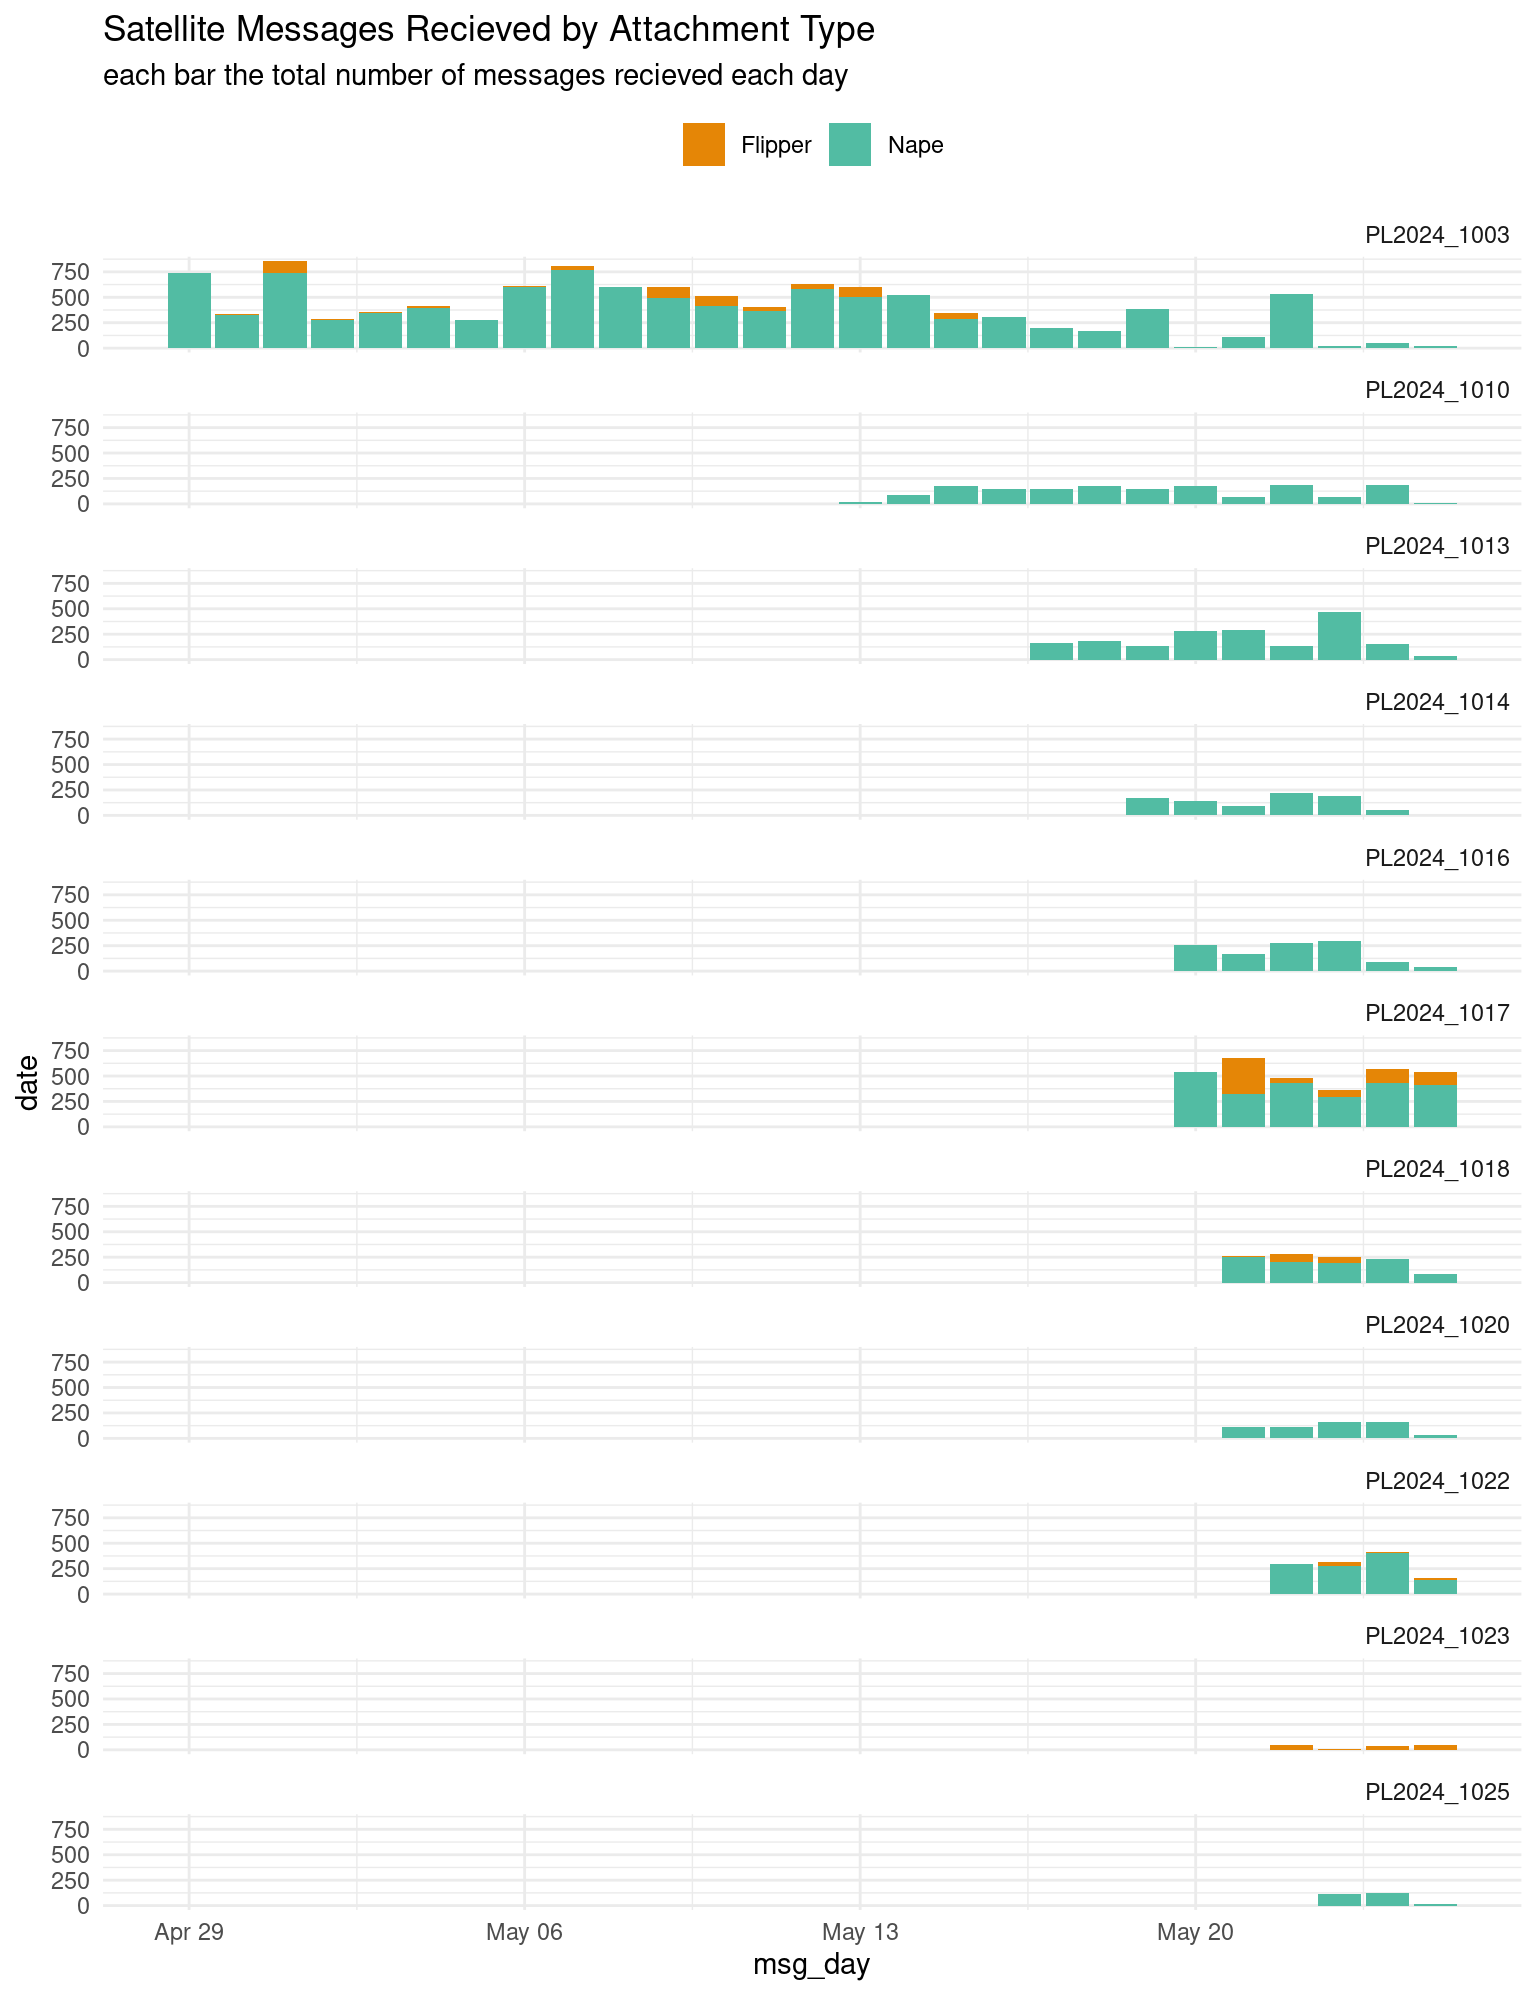 Satellite Messages Recieved by Attachment Type
each bar the total number of messages recieved each day
Flipper Nape
PL2024_1003
750
500
250
0
PL2024_1010
750
500
250
0
PL2024_1013
750
500
250
0
PL2024_1014
750
500
250
0
PL2024_1016
750
500
250
0
PL2024_1017
750
500
250
0
date
PL2024_1018
750
500
250
0
PL2024_1020
750
500
250
0
PL2024_1022
750
500
250
0
PL2024_1023
750
500
250
0
PL2024_1025
750
500
250
0
Apr 29 May 06 May 13 May 20
msg_day